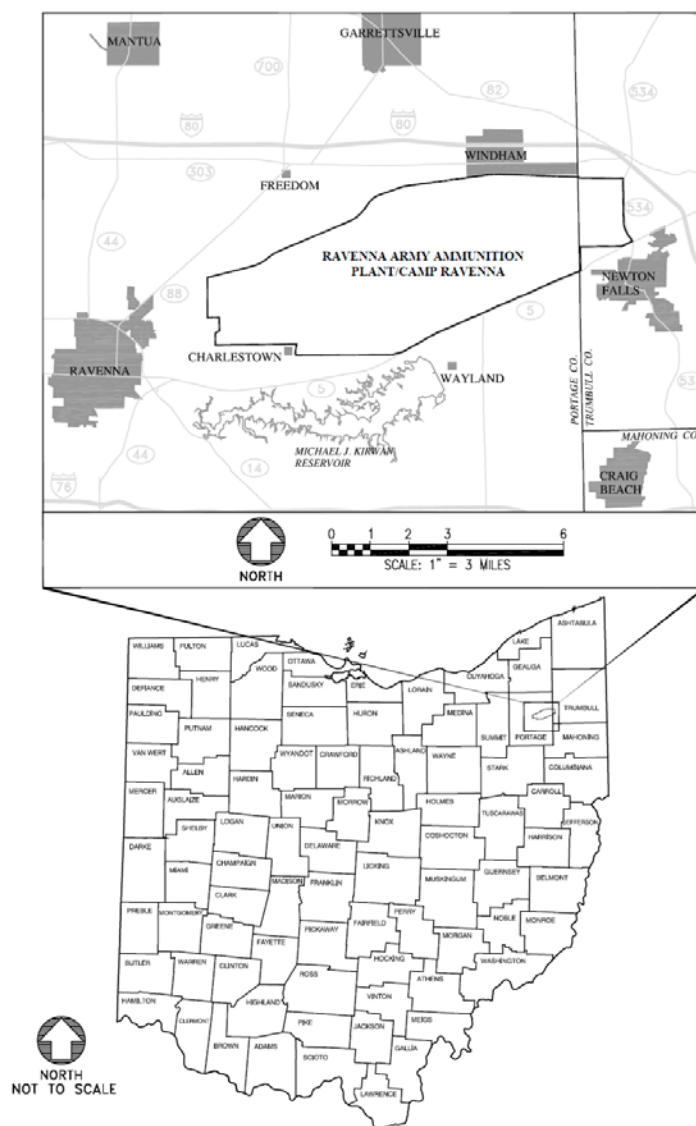 MANTUA
GARRETTSVILLE
700
82
534
80
80
WINDHAM
303
FREEDOM
534
44
RAVENNA ARMY AMMUNITION
PLANT/CAMP RAVENNA
NEWTON
FALLS
88
5
CHARLESTOWN
RAVENNA
WAYLAND
5
PORTAGE CO.
TRUMBULL CO.
44
14
MICHAEL J. KIRWAN
RESERVOIR
MAHONING CO
76
CRAIG
BEACH
NORTH
0 1 2 3 6
SCALE: 1" = 3 MILES
ASHTABULA
LAKE
GEAUGA
CUYAHOGA
WILLIAMS
FULTON
LUCAS
OTTAWA
WOOD
HENRY
SANDUSKY
ERIE
LORAIN
TRUMBULL
DEFIANCE
MEDINA
SUMMIT
PORTAGE
MAHONING
PAULDING
PUTNAM
HANCOCK
SENECA
HURON
ASHLAND
WAYNE
STARK
COLUMBIANA
VAN WERT
ALLEN
WYANDOT
CRAWFORD
RICHLAND
HARDIN
MERCER
AUGLAIZE
MARION
MORROW
HOLMES
CARROLL
TUSCARAWAS
JEFFERSON
LOGAN
UNION
KNOX
COSHOCTON
HARRISON
SHELBY
DARKE
DELAWARE
CHAMPAIGN
LICKING
MIAMI
MADISON
FRANKLIN
MUSKINGUM
GUERNSEY
BELMONT
CLARK
PREBLE
MONTGOMERY
GREENE
FAIRFIELD
PERRY
NOBLE
MONROE
PICKAWAY
MORGAN
FAYETTE
BUTLER
WARREN
CLINTON
ROSS
HOCKING
WASHINGTON
ATHENS
HAMILTON
HIGHLAND
VINTON
CLERMONT
PIKE
JACKSON
MEIGS
BROWN
ADAMS
SCIOTO
GALLIA
LAWRENCE
NORTH
NOT TO SCALE